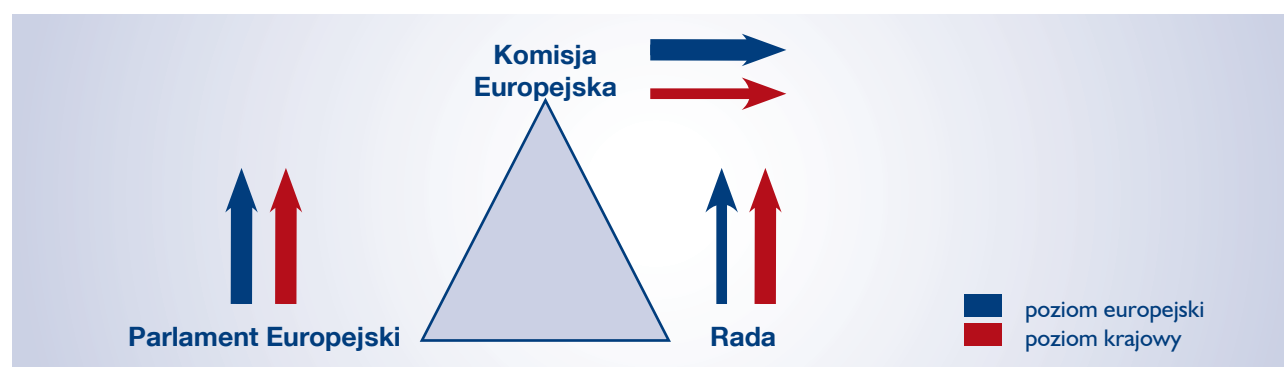 Komisja
Europejska
Parlament Europejski
Rada
poziom europejski
poziom krajowy